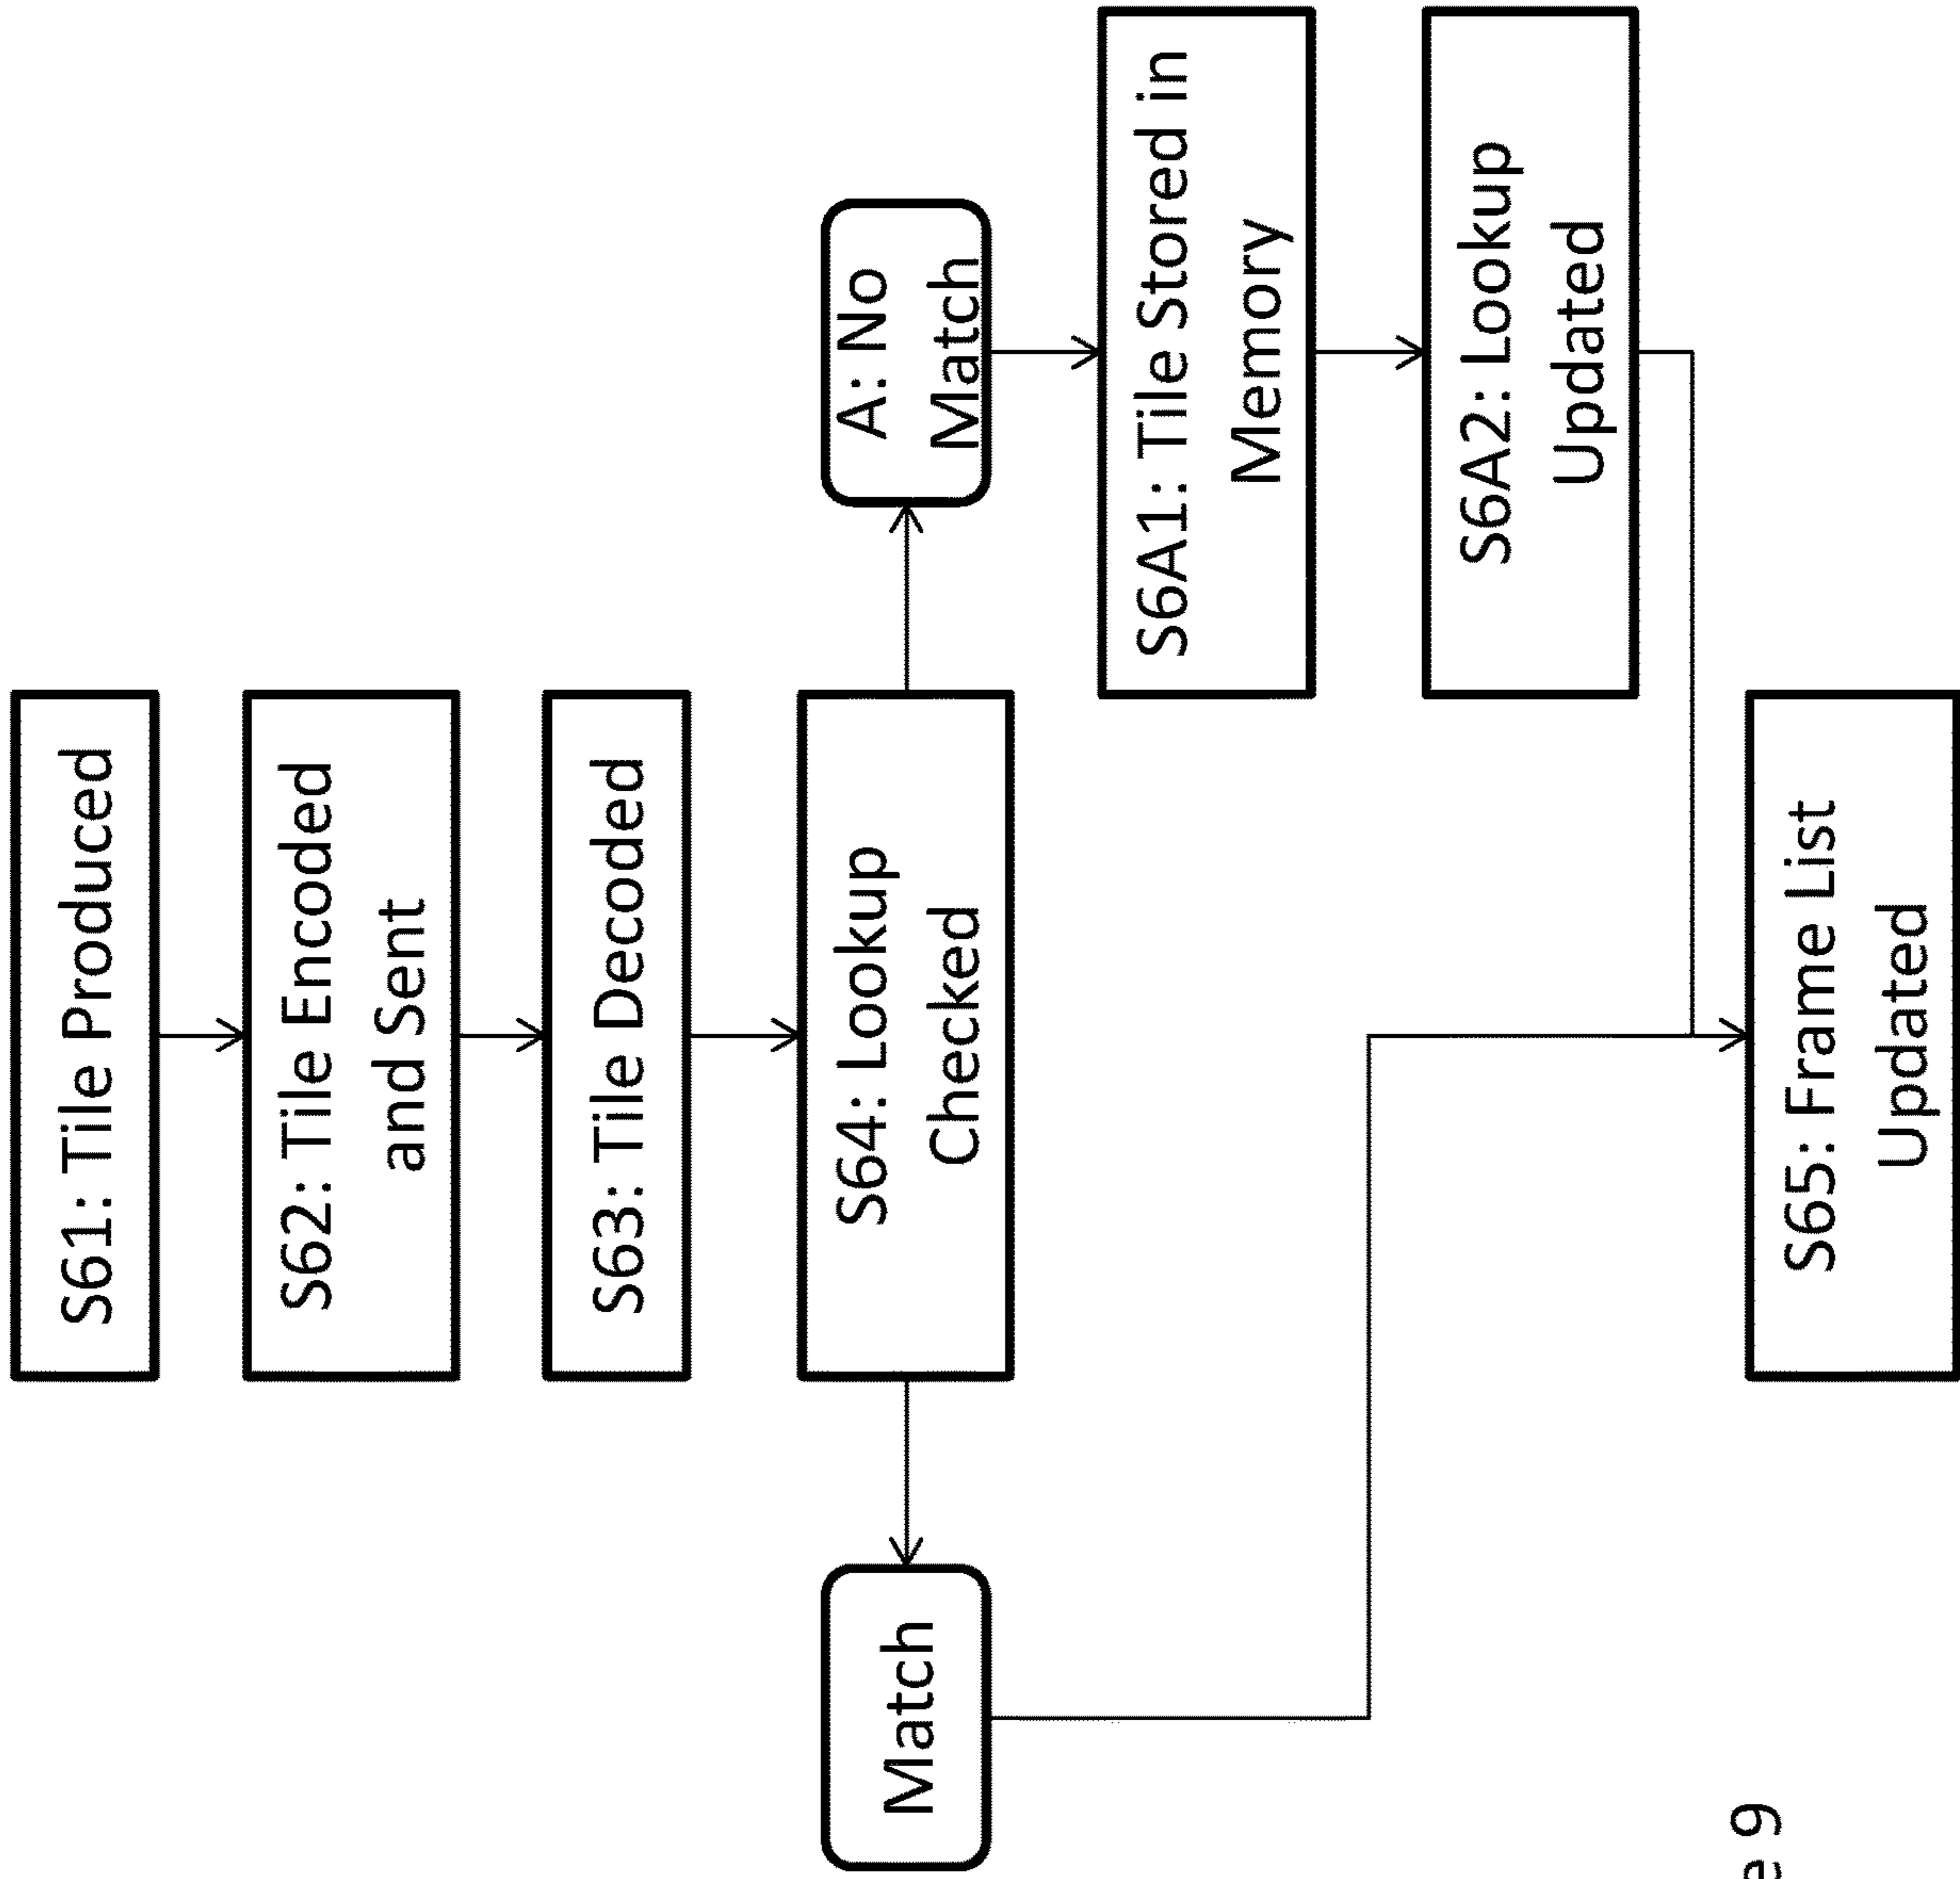 S61: Tile Produced
S62: Tile Encoded
and Sent
S63: Tile Decoded
S64: Lookup
Checked
Match
A: No
Match
S6A1: Tile Stored in
Memory
S6A2: Lookup
Updated
S65: Frame List
Updated
e 9